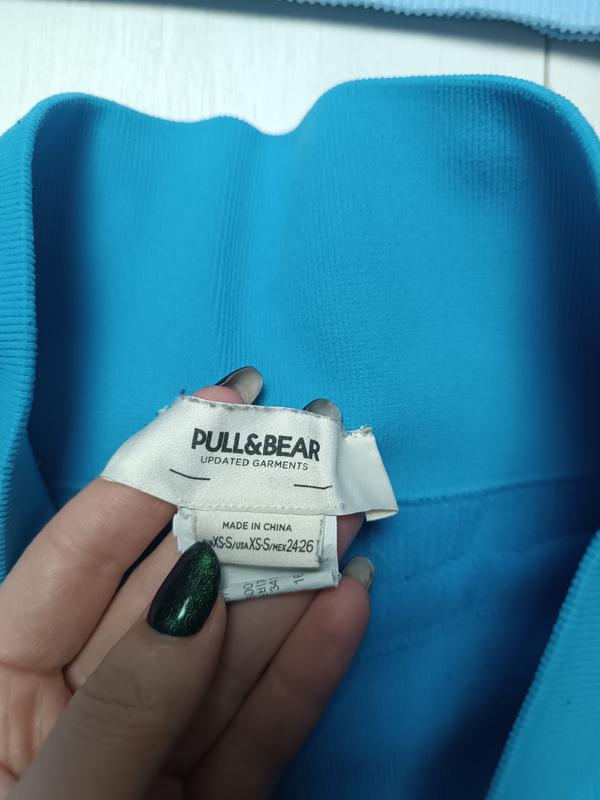 PULL&BEAR
UPDATED GARMENTS
MADE IN CHINA
XS-S/USA XS-S/MEX 24-26